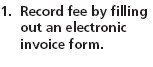 1. Record fee by filling
out an electronic
invoice form.